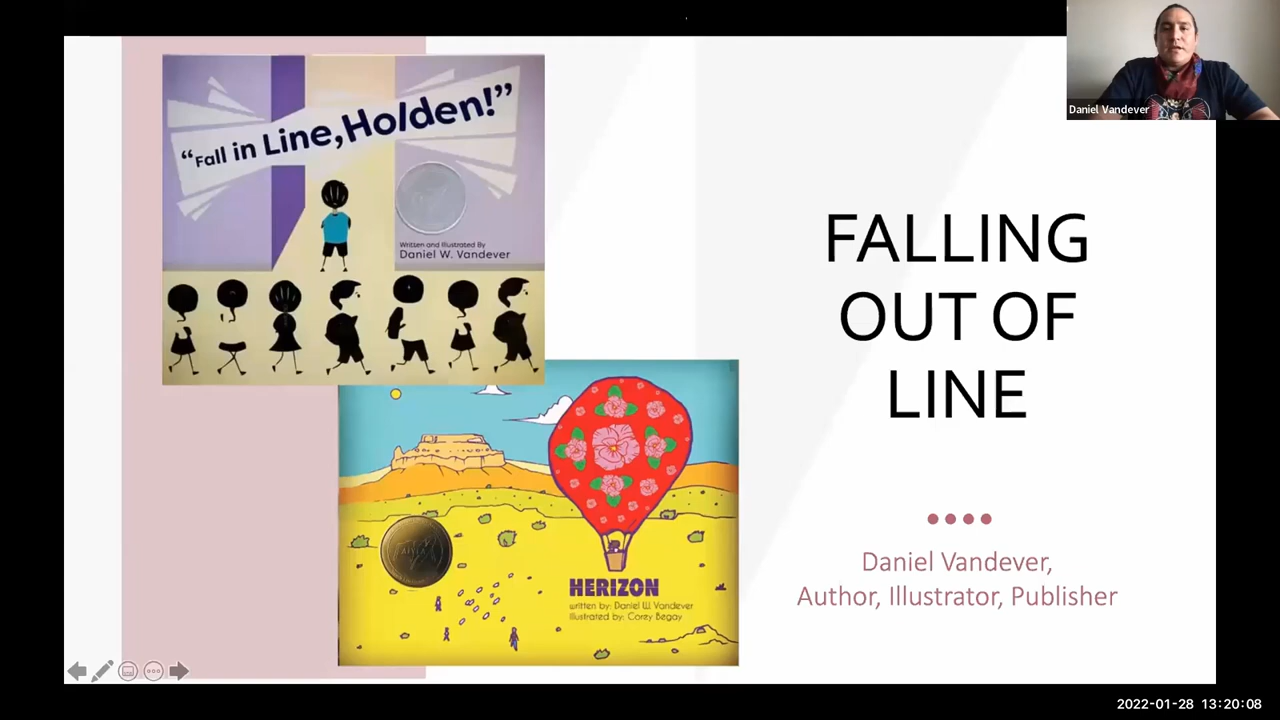 Daniel Vandever
"Fall in Line, Holden!"
Written and Illustrated By
Daniel W. Vandever
FALLING
OUT OF
LINE
HERIZON
written by: Daniel W. Vandever
illustrated by: Corey Begay
Daniel Vandever,
Author, Illustrator, Publisher
2022-01-28 13:20:08